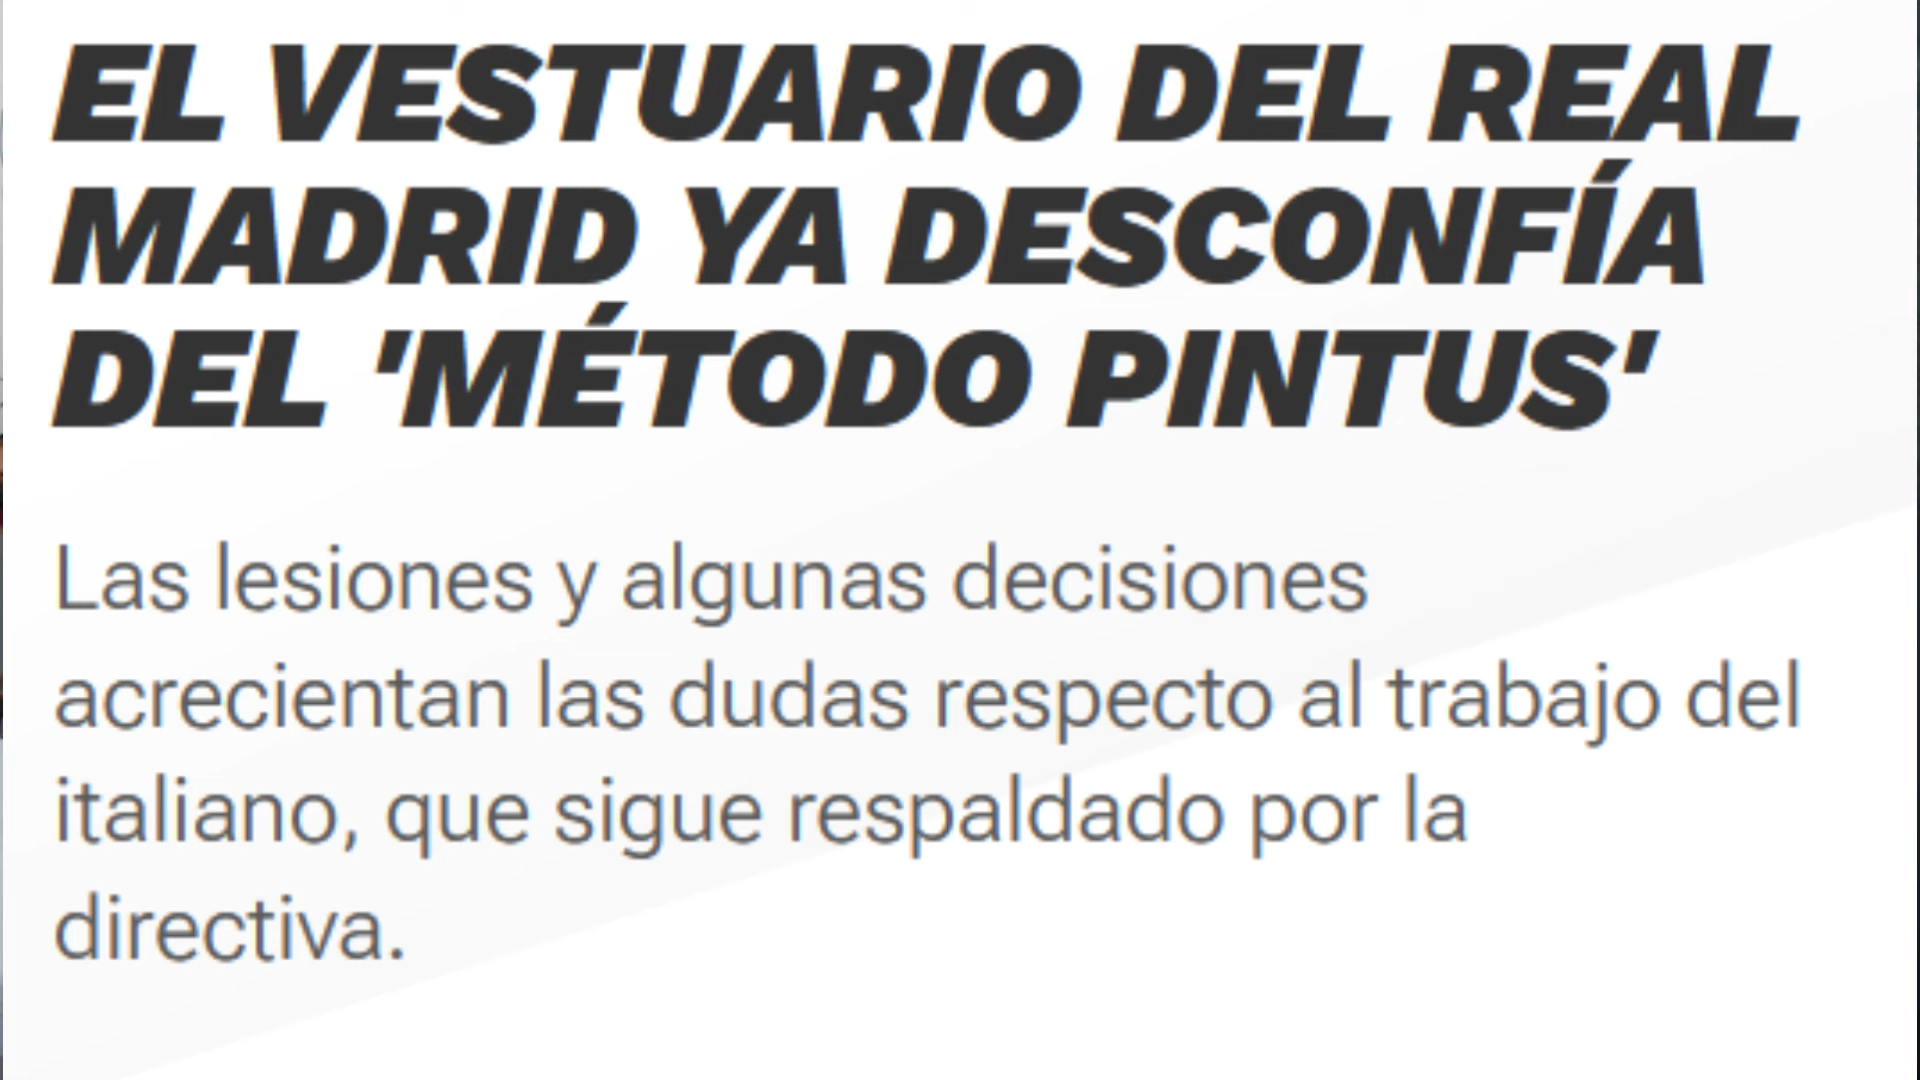 EL VESTUARIO DEL REAL
MADRID YA DESCONFÍA
DEL 'MÉTODO PINTUS'
Las lesiones y algunas decisiones
acrecientan las dudas respecto al trabajo del
italiano, que sigue respaldado por la
directiva.